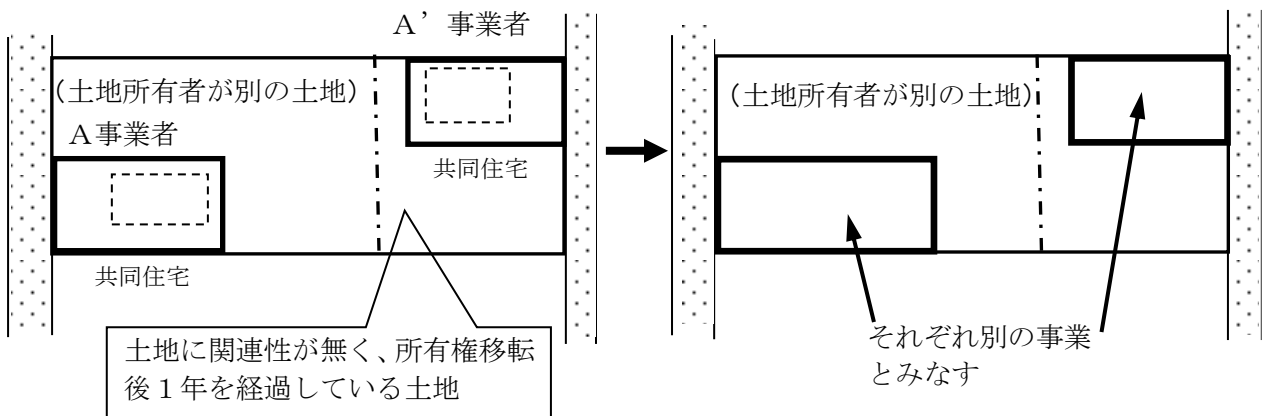 A’事業者
(土地所有者が別の土地)
A事業者
共同住宅
共同住宅
土地に関連性が無く、所有権移転
後1年を経過している土地
(土地所有者が別の土地)
それぞれ別の事業
とみなす